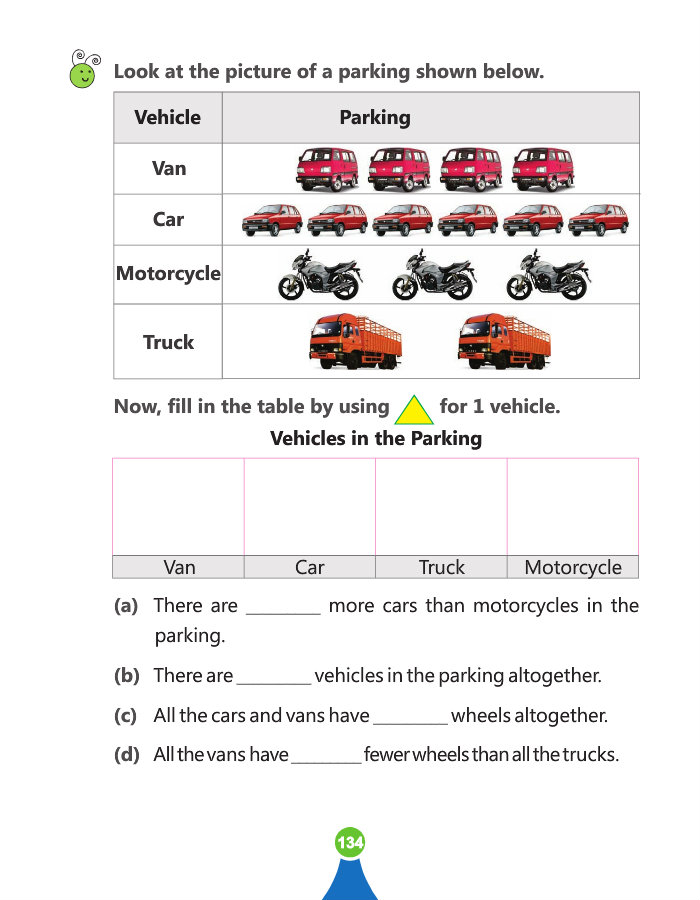 Look at the picture of a parking shown below.
Vehicle Parking
Van
Car
Motorcycle
Truck
Now, fill in the table by using for 1 vehicle.
Vehicles in the Parking
Van Car Truck Motorcycle
(a) There are ________ more cars than motorcycles in the
parking.
(b) There are ________ vehicles in the parking altogether.
(c) All the cars and vans have ________ wheels altogether.
(d) All the vans have ________ fewer wheels than all the trucks.
134